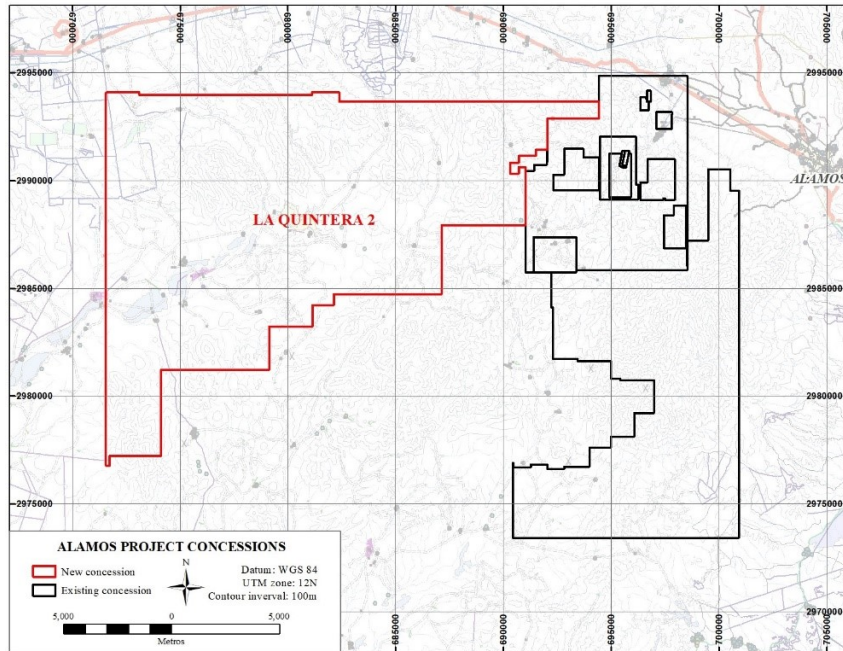 670000 675000 680000 685000 690000 695000 700000 705000
2995000 2995000
2990000 2990000
ALAMOS
LA QUINTERA 2
2985000 2985000
2980000 2980000
2975000 2975000
ALAMOS PROJECT CONCESSIONS
New concession
Existing concession
N
Datum: WGS 84
UTM zone: 12N
Contour inverval: 100m
5,000 0 5,000
Metros
2970000
685000 690000 695000 700000 705000